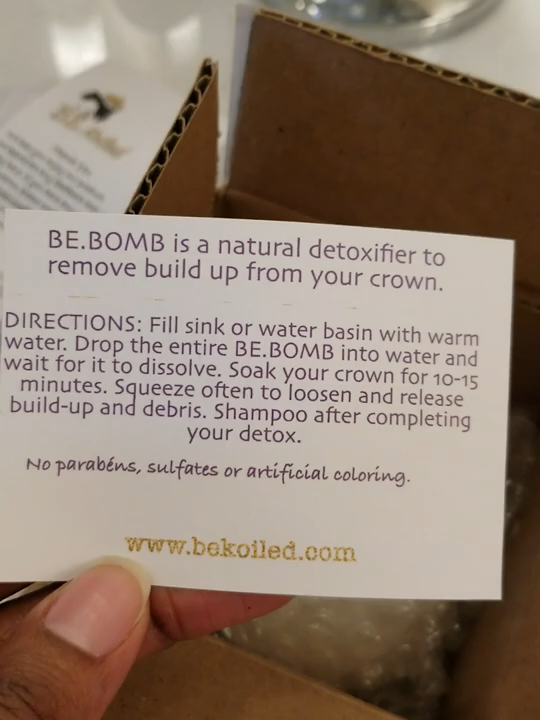 BE.BOMB is a natural detoxifier to
remove build up from your crown.
DIRECTIONS: Fill sink or water basin with warm
water. Drop the entire BE.BOMB into water and
wait for it to dissolve. Soak your crown for 10-15
minutes. Squeeze often to loosen and release
build-up and debris. Shampoo after completing
your detox.
No parabéns, sulfates or artificial coloring.
www.bekoiled.com